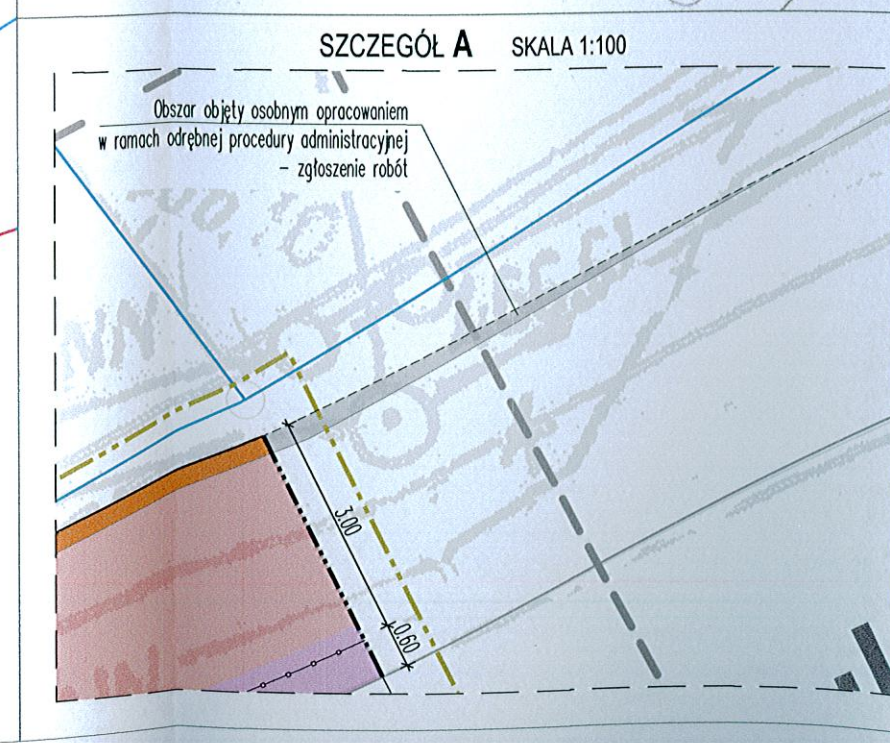 SZCZEGÓŁ A SKALA 1:100
Obszar objęty osobnym opracowaniem
w ramach odrębnej procedury administracyjnej
– zgłoszenie robót
3.00
0.60